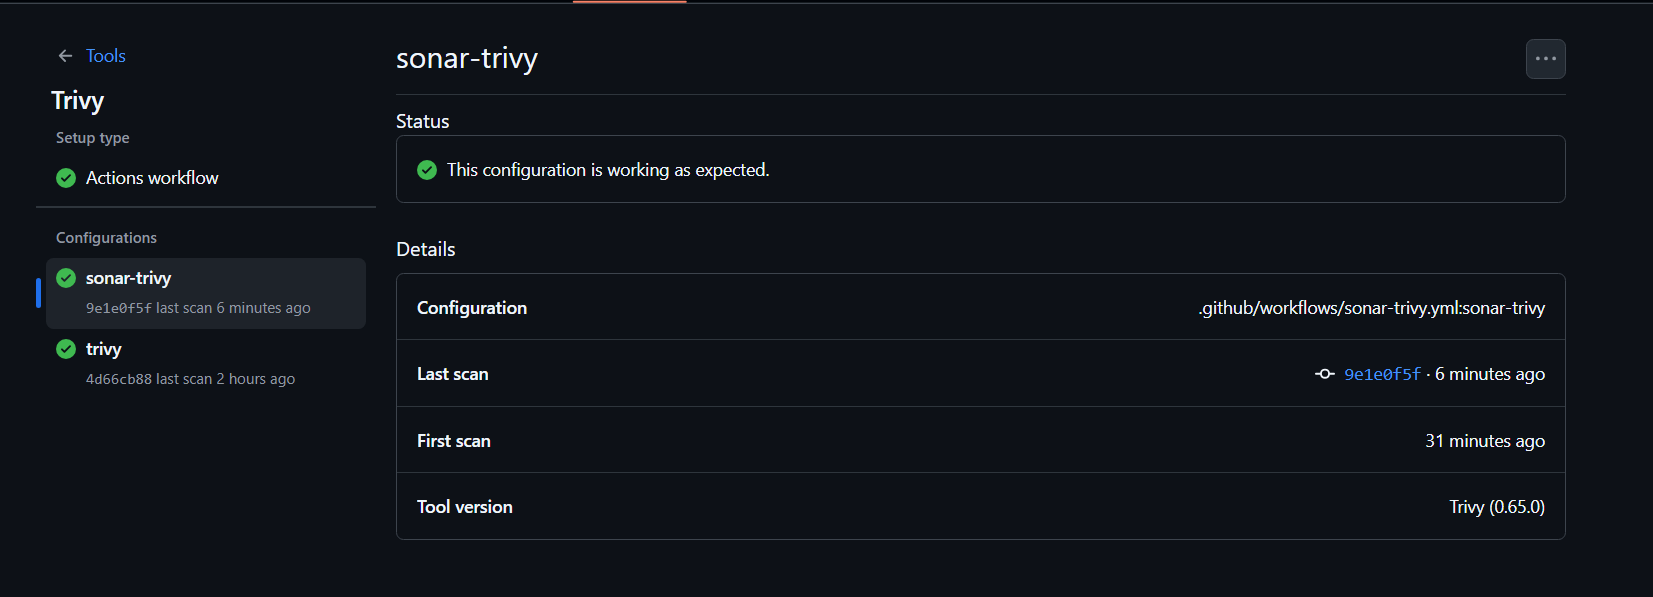 Tools
Trivy
Setup type
Actions workflow
Configurations
sonar-trivy
9e1e0f5f last scan 6 minutes ago
trivy
4d66cb88 last scan 2 hours ago
sonar-trivy
Status
This configuration is working as expected.
Details
Configuration .github/workflows/sonar-trivy.yml:sonar-trivy
Last scan 9e1e0f5f · 6 minutes ago
First scan 31 minutes ago
Tool version Trivy (0.65.0)